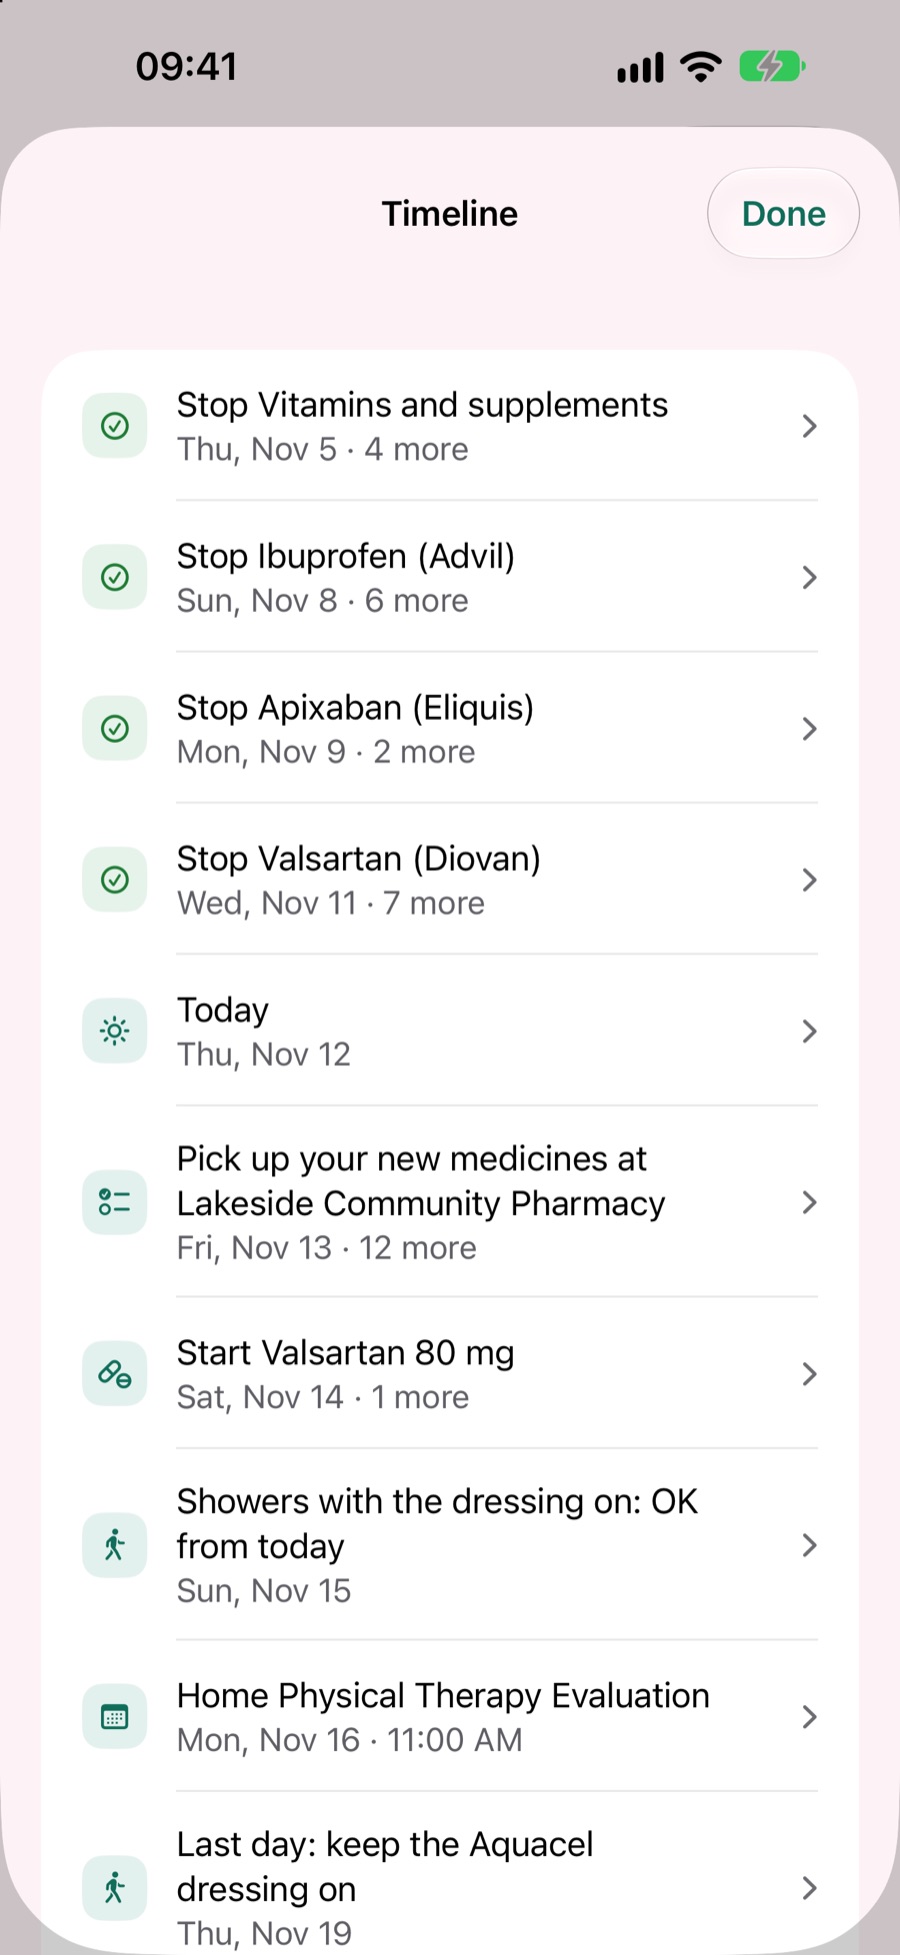 09:41
Timeline
Done
Stop Vitamins and supplements
Thu, Nov 5 · 4 more
Stop Ibuprofen (Advil)
Sun, Nov 8 · 6 more
Stop Apixaban (Eliquis)
Mon, Nov 9 · 2 more
Stop Valsartan (Diovan)
Wed, Nov 11 · 7 more
Today
Thu, Nov 12
Pick up your new medicines at
Lakeside Community Pharmacy
Fri, Nov 13 · 12 more
Start Valsartan 80 mg
Sat, Nov 14 · 1 more
Showers with the dressing on: OK
from today
Sun, Nov 15
Home Physical Therapy Evaluation
Mon, Nov 16 · 11:00 AM
Last day: keep the Aquacel
dressing on
Thu, Nov 19